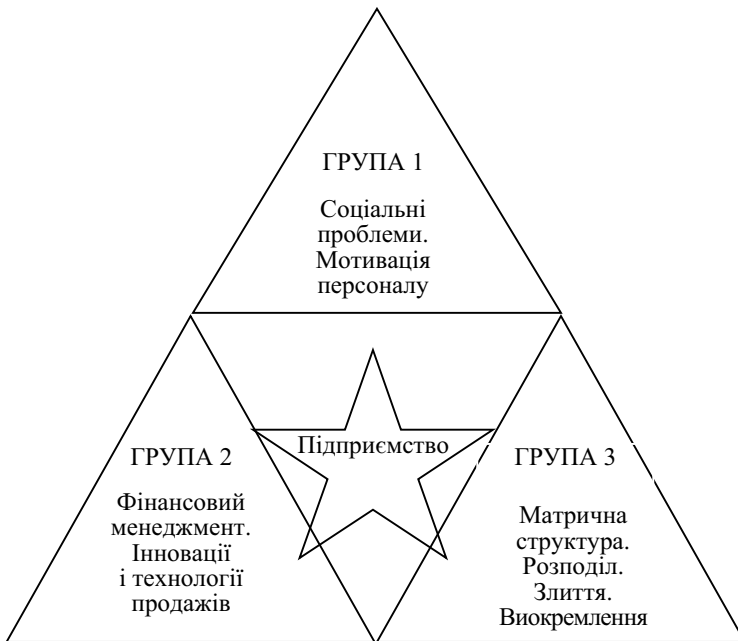 ГРУПА 1
Соціальні
проблеми.
Мотивація
персоналу
Підприємство
ГРУПА 2
Фінансовий
менеджмент.
Інновації
і технології
продажів
ГРУПА 3
Матрична
структура.
Розподіл.
Злиття.
Виокремлення